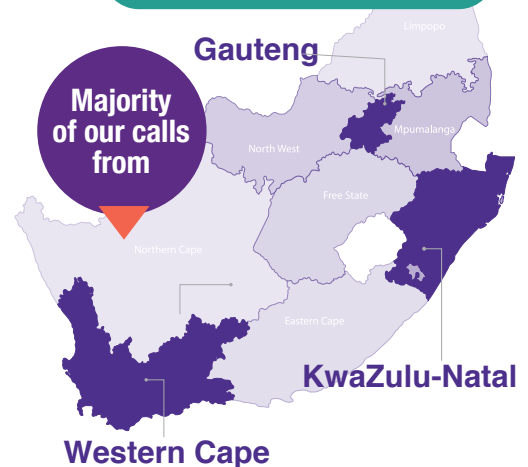 Limpopo
Gauteng
Majority
of our calls
from
Mpumalanga
North West
Free State
Northern Cape
Eastern Cape
KwaZulu-Natal
Western Cape